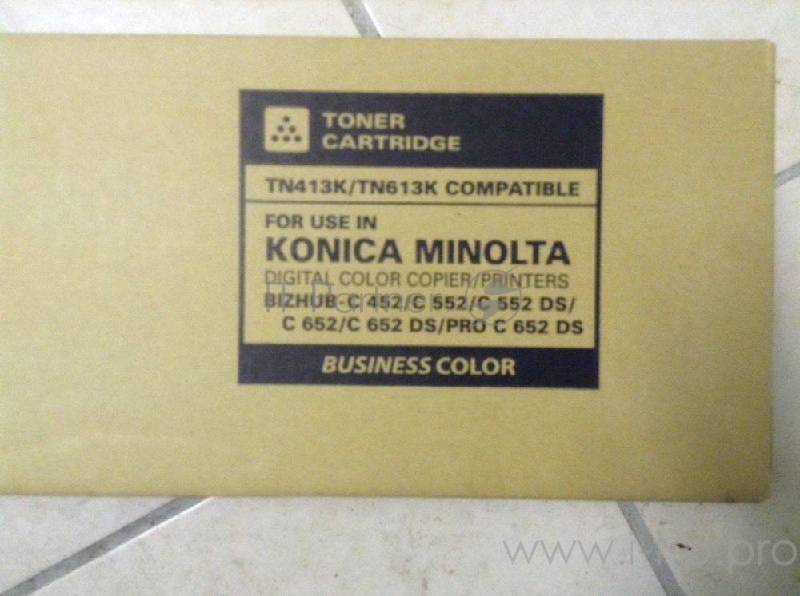 TONER
CARTRIDGE
TN413K/TN613K COMPATIBLE
FOR USE IN
KONICA MINOLTA
DIGITAL COLOR COPIER/PRINTERS
BIZHUB C 452/C 552/C 552 DS/
C 652/C 652 DS/PRO C 652 DS
BUSINESS COLOR